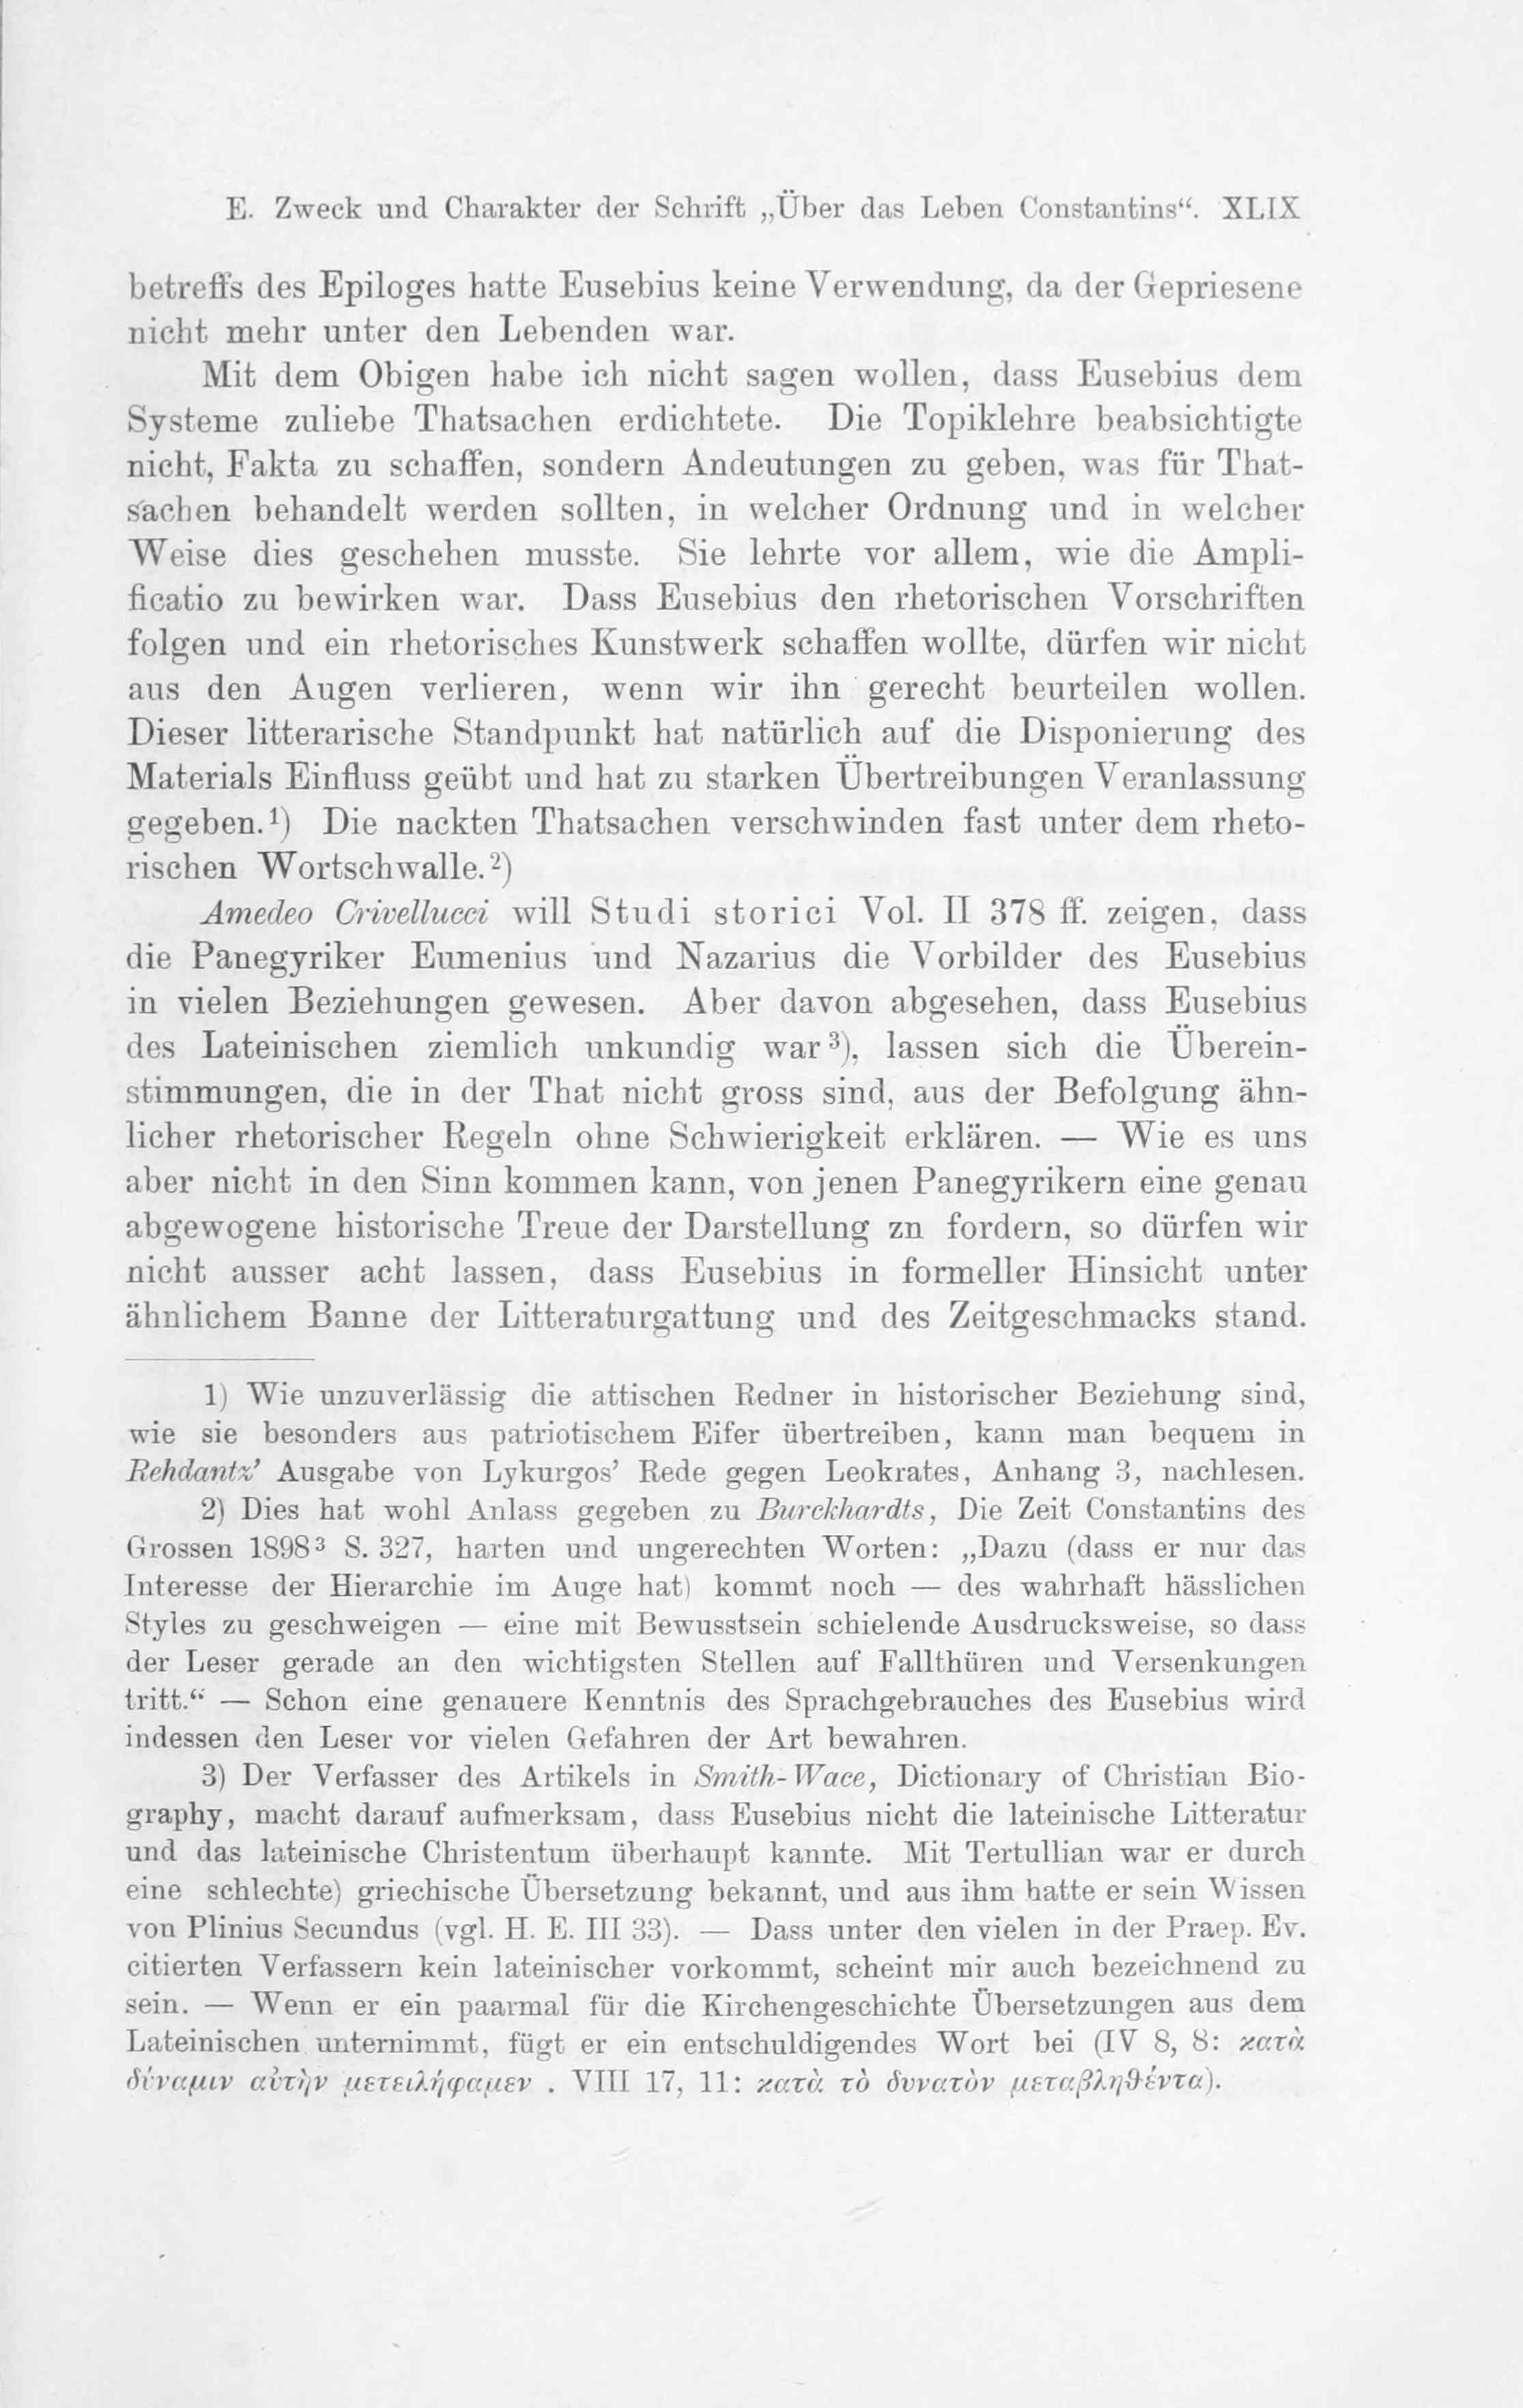 E. Zweck und Charakter der Schrift „Über das Leben Constantins“. XLIX
betreffs des Epiloges hatte Eusebius keine Verwendung, da der Gepriesene
nicht mehr unter den Lebenden war.
Mit dem Obigen habe ich nicht sagen wollen, dass Eusebius dem
Systeme zuliebe Thatsachen erdichtete. Die Topiklehre beabsichtigte
nicht, Fakta zu schaffen, sondern Andeutungen zu geben, was für That-
sachen behandelt werden sollten, in welcher Ordnung und in welcher
Weise dies geschehen musste. Sie lehrte vor allem, wie die Ampli-
ficatio zu bewirken war. Dass Eusebius den rhetorischen Vorschriften
folgen und ein rhetorisches Kunstwerk schaffen wollte, dürfen wir nicht
aus den Augen verlieren, wenn wir ihn gerecht beurteilen wollen.
Dieser litterarische Standpunkt hat natürlich auf die Disponierung des
Materials Einfluss geübt und hat zu starken Übertreibungen Veranlassung
gegeben.¹) Die nackten Thatsachen verschwinden fast unter dem rheto-
rischen Wortschwalle.²)
Amedeo Crivellucci will Studi storici Vol. II 378 ff. zeigen, dass
die Panegyriker Eumenius und Nazarius die Vorbilder des Eusebius
in vielen Beziehungen gewesen. Aber davon abgesehen, dass Eusebius
des Lateinischen ziemlich unkundig war³), lassen sich die Überein-
stimmungen, die in der That nicht gross sind, aus der Befolgung ähn-
licher rhetorischer Regeln ohne Schwierigkeit erklären. — Wie es uns
aber nicht in den Sinn kommen kann, von jenen Panegyrikern eine genau
abgewogene historische Treue der Darstellung zn fordern, so dürfen wir
nicht ausser acht lassen, dass Eusebius in formeller Hinsicht unter
ähnlichem Banne der Litteraturgattung und des Zeitgeschmacks stand.
1) Wie unzuverlässig die attischen Redner in historischer Beziehung sind,
wie sie besonders aus patriotischem Eifer übertreiben, kann man bequem in
Rehdantz’ Ausgabe von Lykurgos’ Rede gegen Leokrates, Anhang 3, nachlesen.
2) Dies hat wohl Anlass gegeben zu Burckhardts, Die Zeit Constantins des
Grossen 1898³ S. 327, harten und ungerechten Worten: „Dazu (dass er nur das
Interesse der Hierarchie im Auge hat) kommt noch — des wahrhaft hässlichen
Styles zu geschweigen — eine mit Bewusstsein schielende Ausdrucksweise, so dass
der Leser gerade an den wichtigsten Stellen auf Fallthüren und Versenkungen
tritt.“ — Schon eine genauere Kenntnis des Sprachgebrauches des Eusebius wird
indessen den Leser vor vielen Gefahren der Art bewahren.
3) Der Verfasser des Artikels in Smith-Wace, Dictionary of Christian Bio-
graphy, macht darauf aufmerksam, dass Eusebius nicht die lateinische Litteratur
und das lateinische Christentum überhaupt kannte. Mit Tertullian war er durch
eine schlechte) griechische Übersetzung bekannt, und aus ihm hatte er sein Wissen
von Plinius Secundus (vgl. H. E. III 33). — Dass unter den vielen in der Praep. Ev.
citierten Verfassern kein lateinischer vorkommt, scheint mir auch bezeichnend zu
sein. — Wenn er ein paarmal für die Kirchengeschichte Übersetzungen aus dem
Lateinischen unternimmt, fügt er ein entschuldigendes Wort bei (IV 8, 8: κατὰ
δύναμιν αὐτὴν μετειλήφαμεν . VIII 17, 11: κατὰ τὸ δυνατὸν μεταβληθέντα).